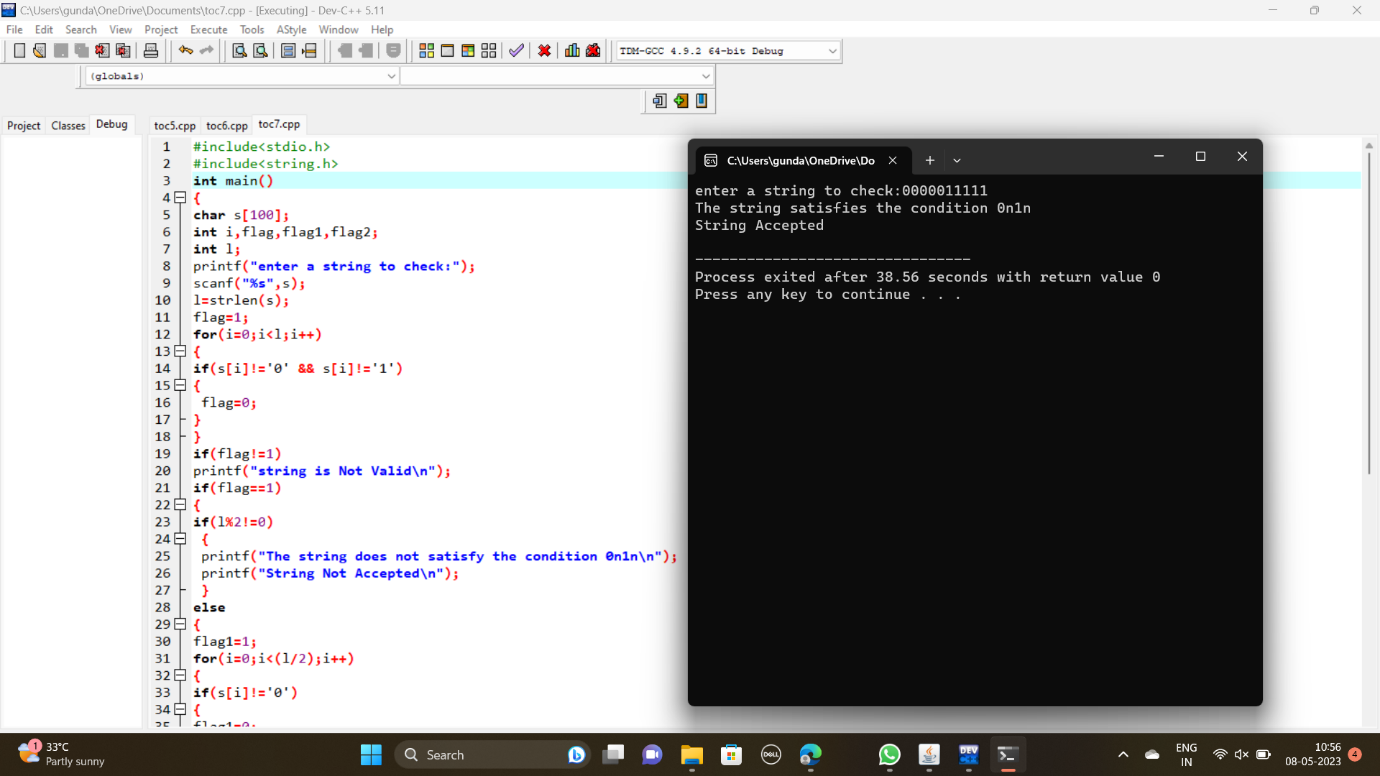 C:\Users\gunda\OneDrive\Documents\toc7.cpp - [Executing] - Dev-C++ 5.11
File Edit Search View Project Execute Tools AStyle Window Help
TDM-GCC 4.9.2 64-bit Debug
(globals)
Project Classes Debug
toc5.cpp toc6.cpp toc7.cpp
1 #include<stdio.h>
2 #include<string.h>
3 int main()
4 {
5 char s[100];
6 int i,flag,flag1,flag2;
7 int l;
8 printf("enter a string to check:");
9 scanf("%s",s);
10 l=strlen(s);
11 flag=1;
12 for(i=0;i<l;i++)
13 {
14 if(s[i]!='0' && s[i]!='1')
15 {
16 flag=0;
17 }
18 }
19 if(flag!=1)
20 printf("string is Not Valid\n");
21 if(flag==1)
22 {
23 if(l%2!=0)
24 {
25 printf("The string does not satisfy the condition 0n1n\n");
26 printf("String Not Accepted\n");
27 }
28 else
29 {
30 flag1=1;
31 for(i=0;i<(l/2);i++)
32 {
33 if(s[i]!='0')
34 {
35 flag1=0;
C:\Users\gunda\OneDrive\Do
enter a string to check:0000011111
The string satisfies the condition 0n1n
String Accepted
--------------------------------
Process exited after 38.56 seconds with return value 0
Press any key to continue . . .
1
33°C
Partly sunny
Search
DELL
DEV
ENG
IN
10:56
08-05-2023
4